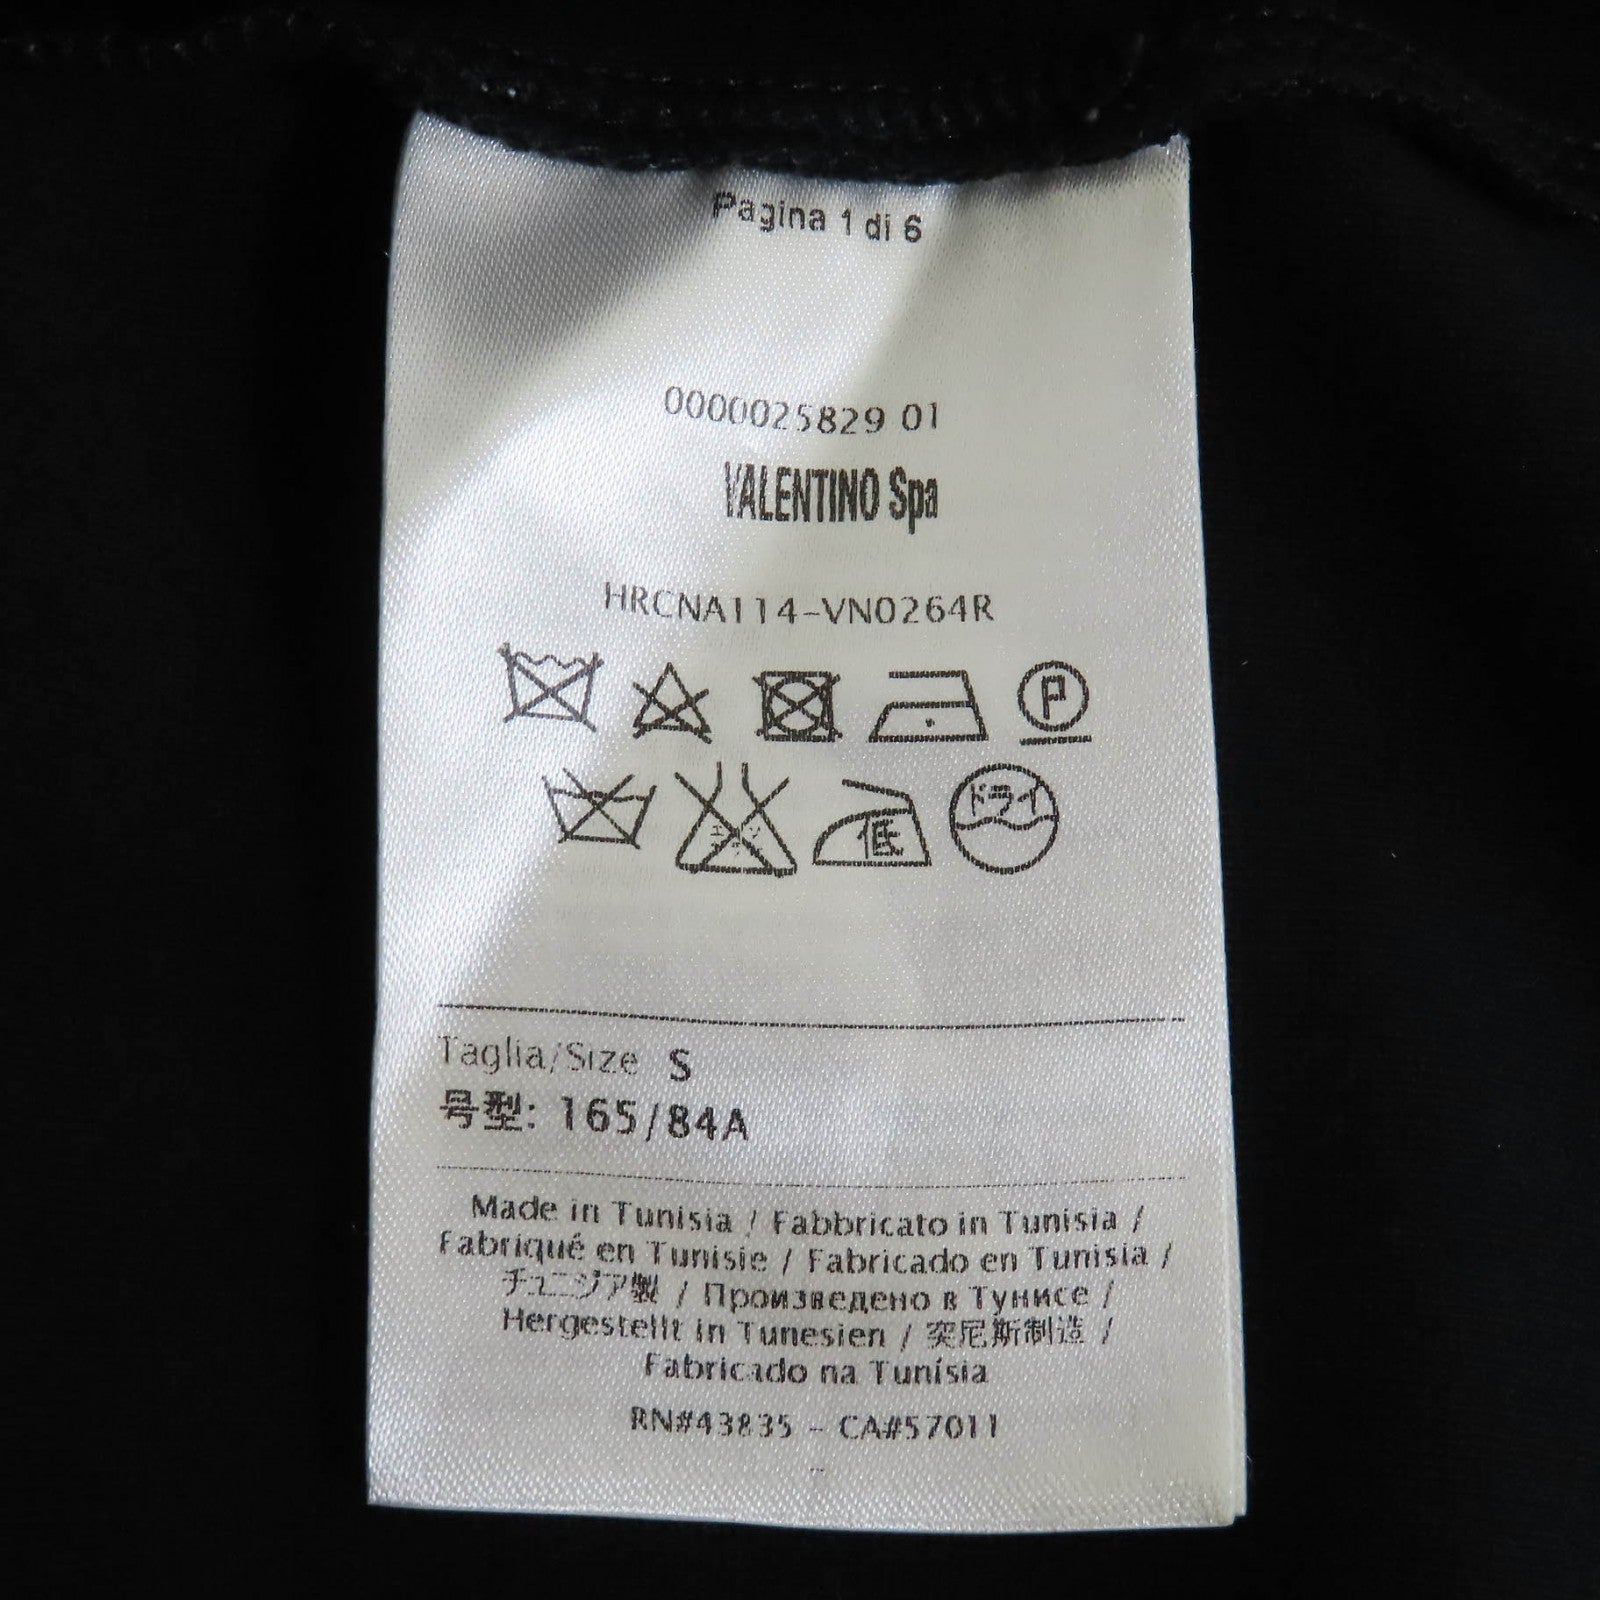 Pagina 1 di 6
0000025829 01
VALENTINO Spa
HRCNA114-VN0264R
P
ドライ
低
Taglia/Size S
号型: 165/84A
Made in Tunisia / Fabbricato in Tunisia /
Fabriqué en Tunisie / Fabricado en Tunisia /
チュニジア製 / Произведено в Тунисе /
Hergestellt in Tunesien / 突尼斯制造 /
Fabricado na Tunísia
RN#43835 - CA#57011